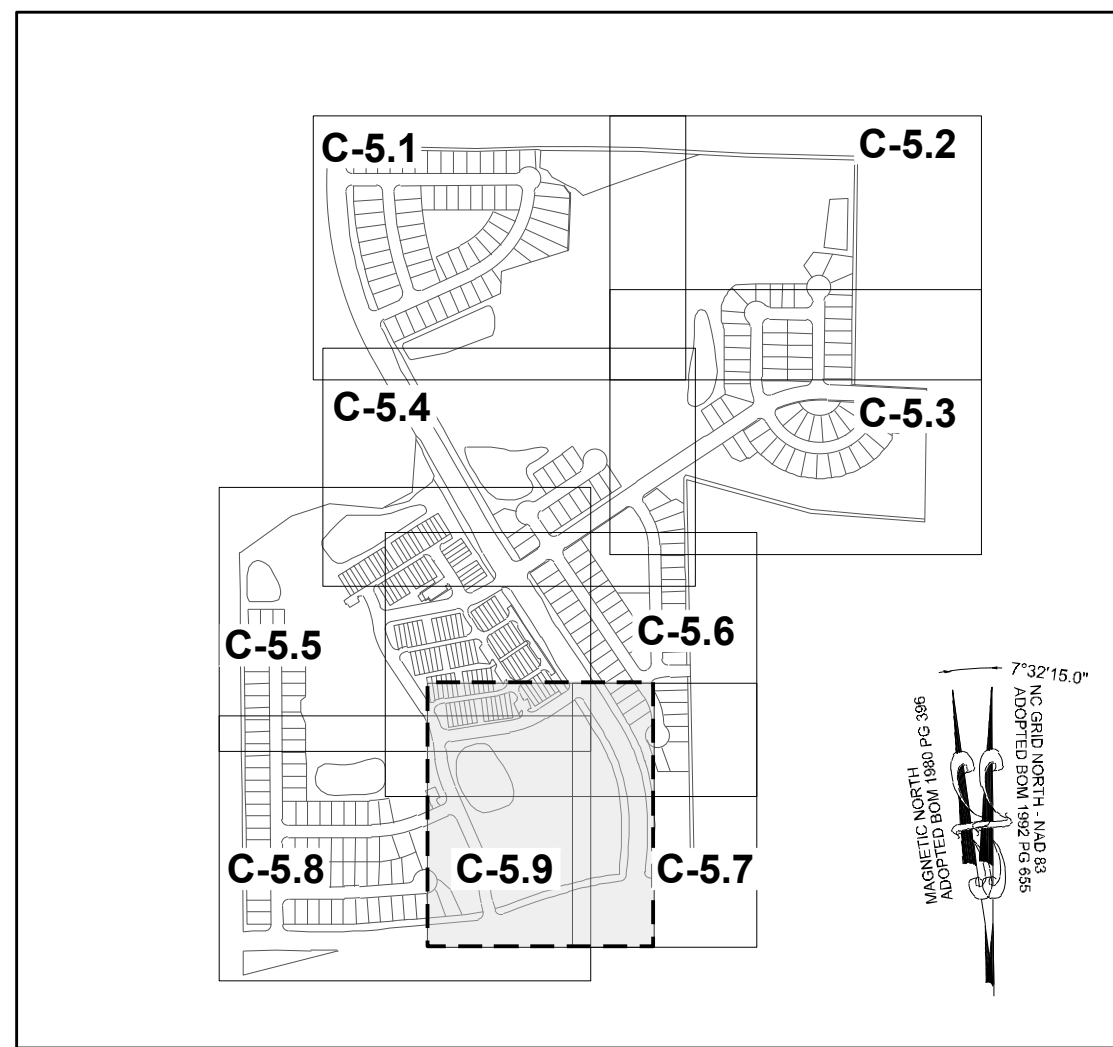 C-5.1
C-5.2
C-5.4
C-5.3
C-5.5
C-5.6
C-5.8
C-5.9
C-5.7
7°32'15.0"
MAGNETIC NORTH
ADOPTED BOM 1980 PG 396
NC GRID NORTH - NAD 83
ADOPTED BOM 1992 PG 655